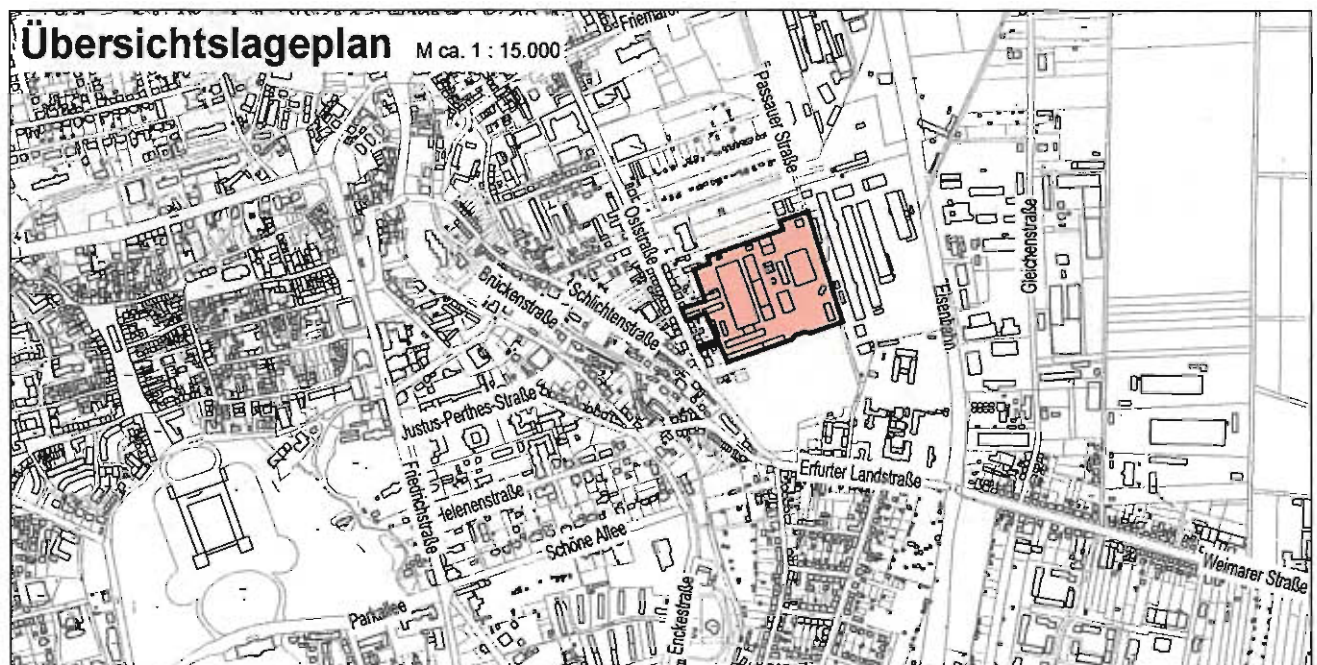 Übersichtslageplan M ca. 1 : 15.000
Friemarer
Passauer Straße
Oststraße
Gleichenstraße
Brückenstraße
Schlichtenstraße
Eisenbahn
Justus-Perthes-Straße
Friedrichstraße
Helenenstraße
Erfurter Landstraße
Schöne Allee
Weimarer Straße
Parkallee
Enckestraße